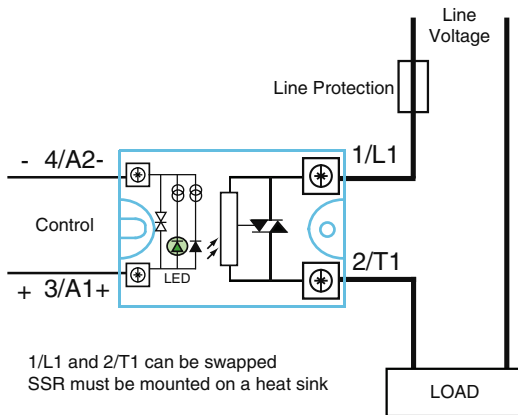 Line
Voltage
Line Protection
1/L1
- 4/A2-
Control
LED
2/T1
+ 3/A1+
1/L1 and 2/T1 can be swapped
SSR must be mounted on a heat sink
LOAD